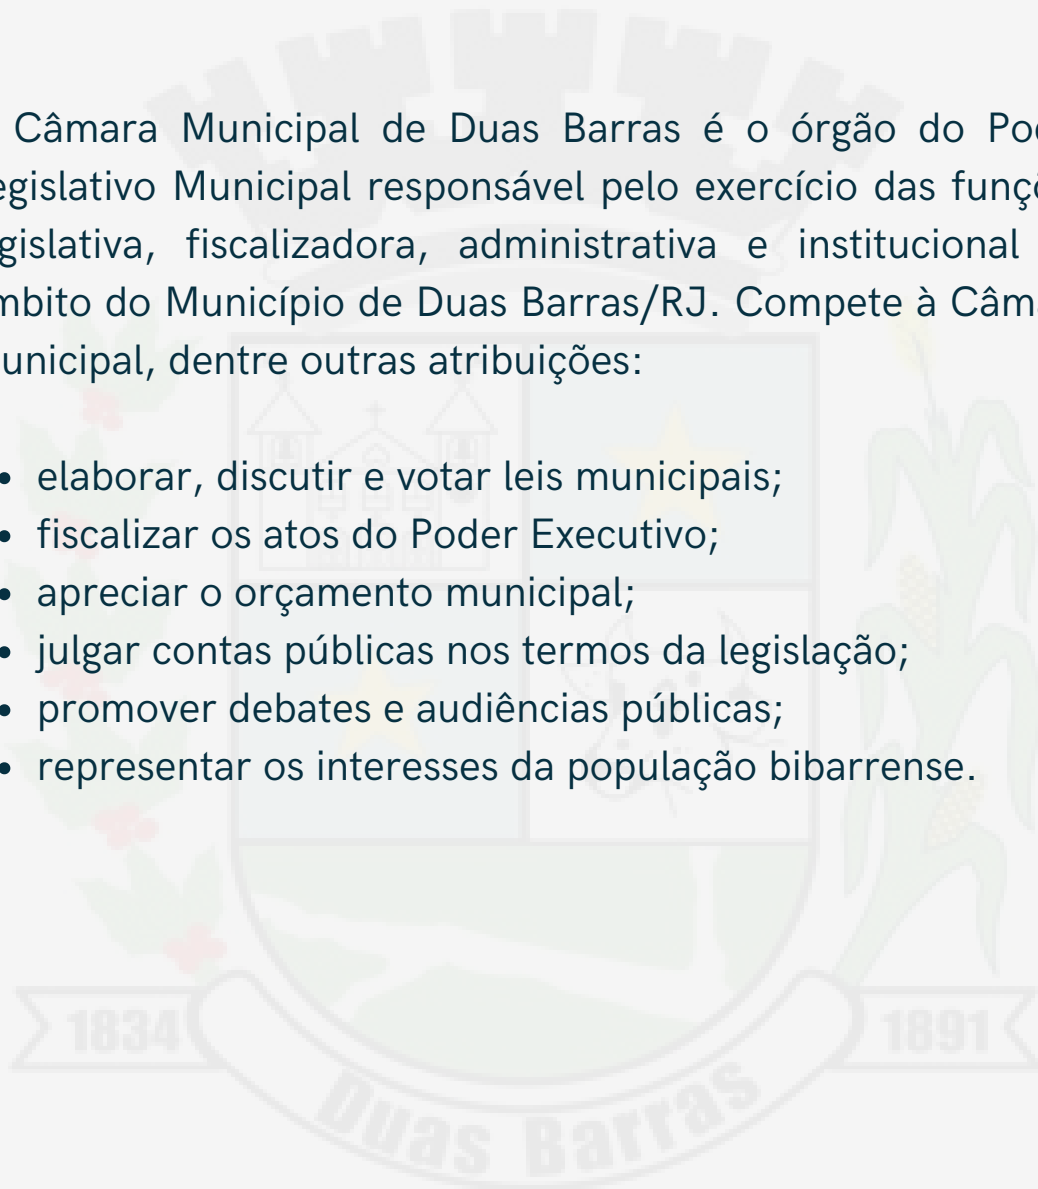 Câmara Municipal de Duas Barras é o órgão do Pod
egislativo Municipal responsável pelo exercício das funçõ
gislativa, fiscalizadora, administrativa e institucional
mbito do Município de Duas Barras/RJ. Compete à Câma
unicipal, dentre outras atribuições:
• elaborar, discutir e votar leis municipais;
• fiscalizar os atos do Poder Executivo;
• apreciar o orçamento municipal;
• julgar contas públicas nos termos da legislação;
• promover debates e audiências públicas;
• representar os interesses da população bibarrense.
1834
1891
Duas Barras